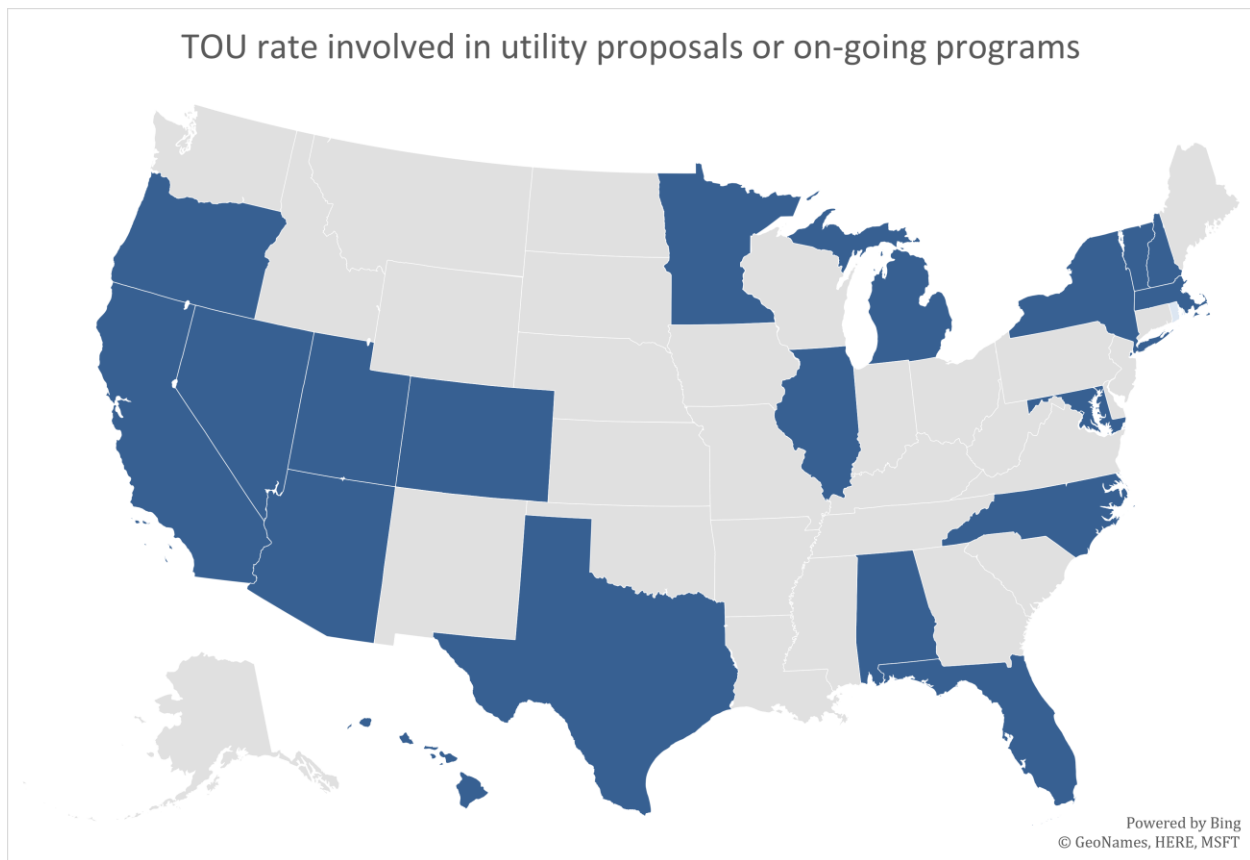 TOU rate involved in utility proposals or on-going programs
Powered by Bing
© GeoNames, HERE, MSFT